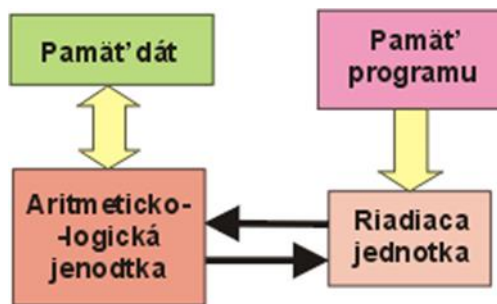 Pamäť dát
Pamäť
programu
Aritmeticko-
-logická
jenodtka
Riadiaca
jednotka